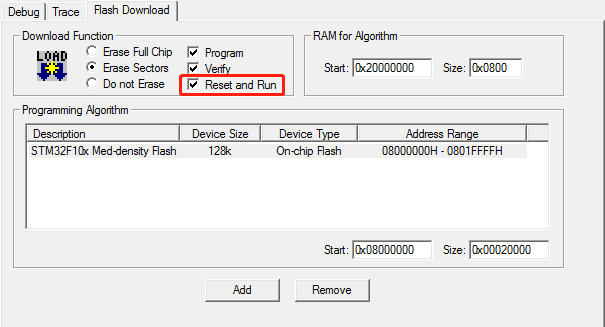 Debug Trace Flash Download
Download Function
LOAD
Erase Full Chip
Erase Sectors
Do not Erase
Program
Verify
Reset and Run
RAM for Algorithm
Start: 0x20000000 Size: 0x0800
Programming Algorithm
Description Device Size Device Type Address Range
STM32F10x Med-density Flash 128k On-chip Flash 08000000H - 0801FFFFH
Start: 0x08000000 Size: 0x00020000
Add Remove